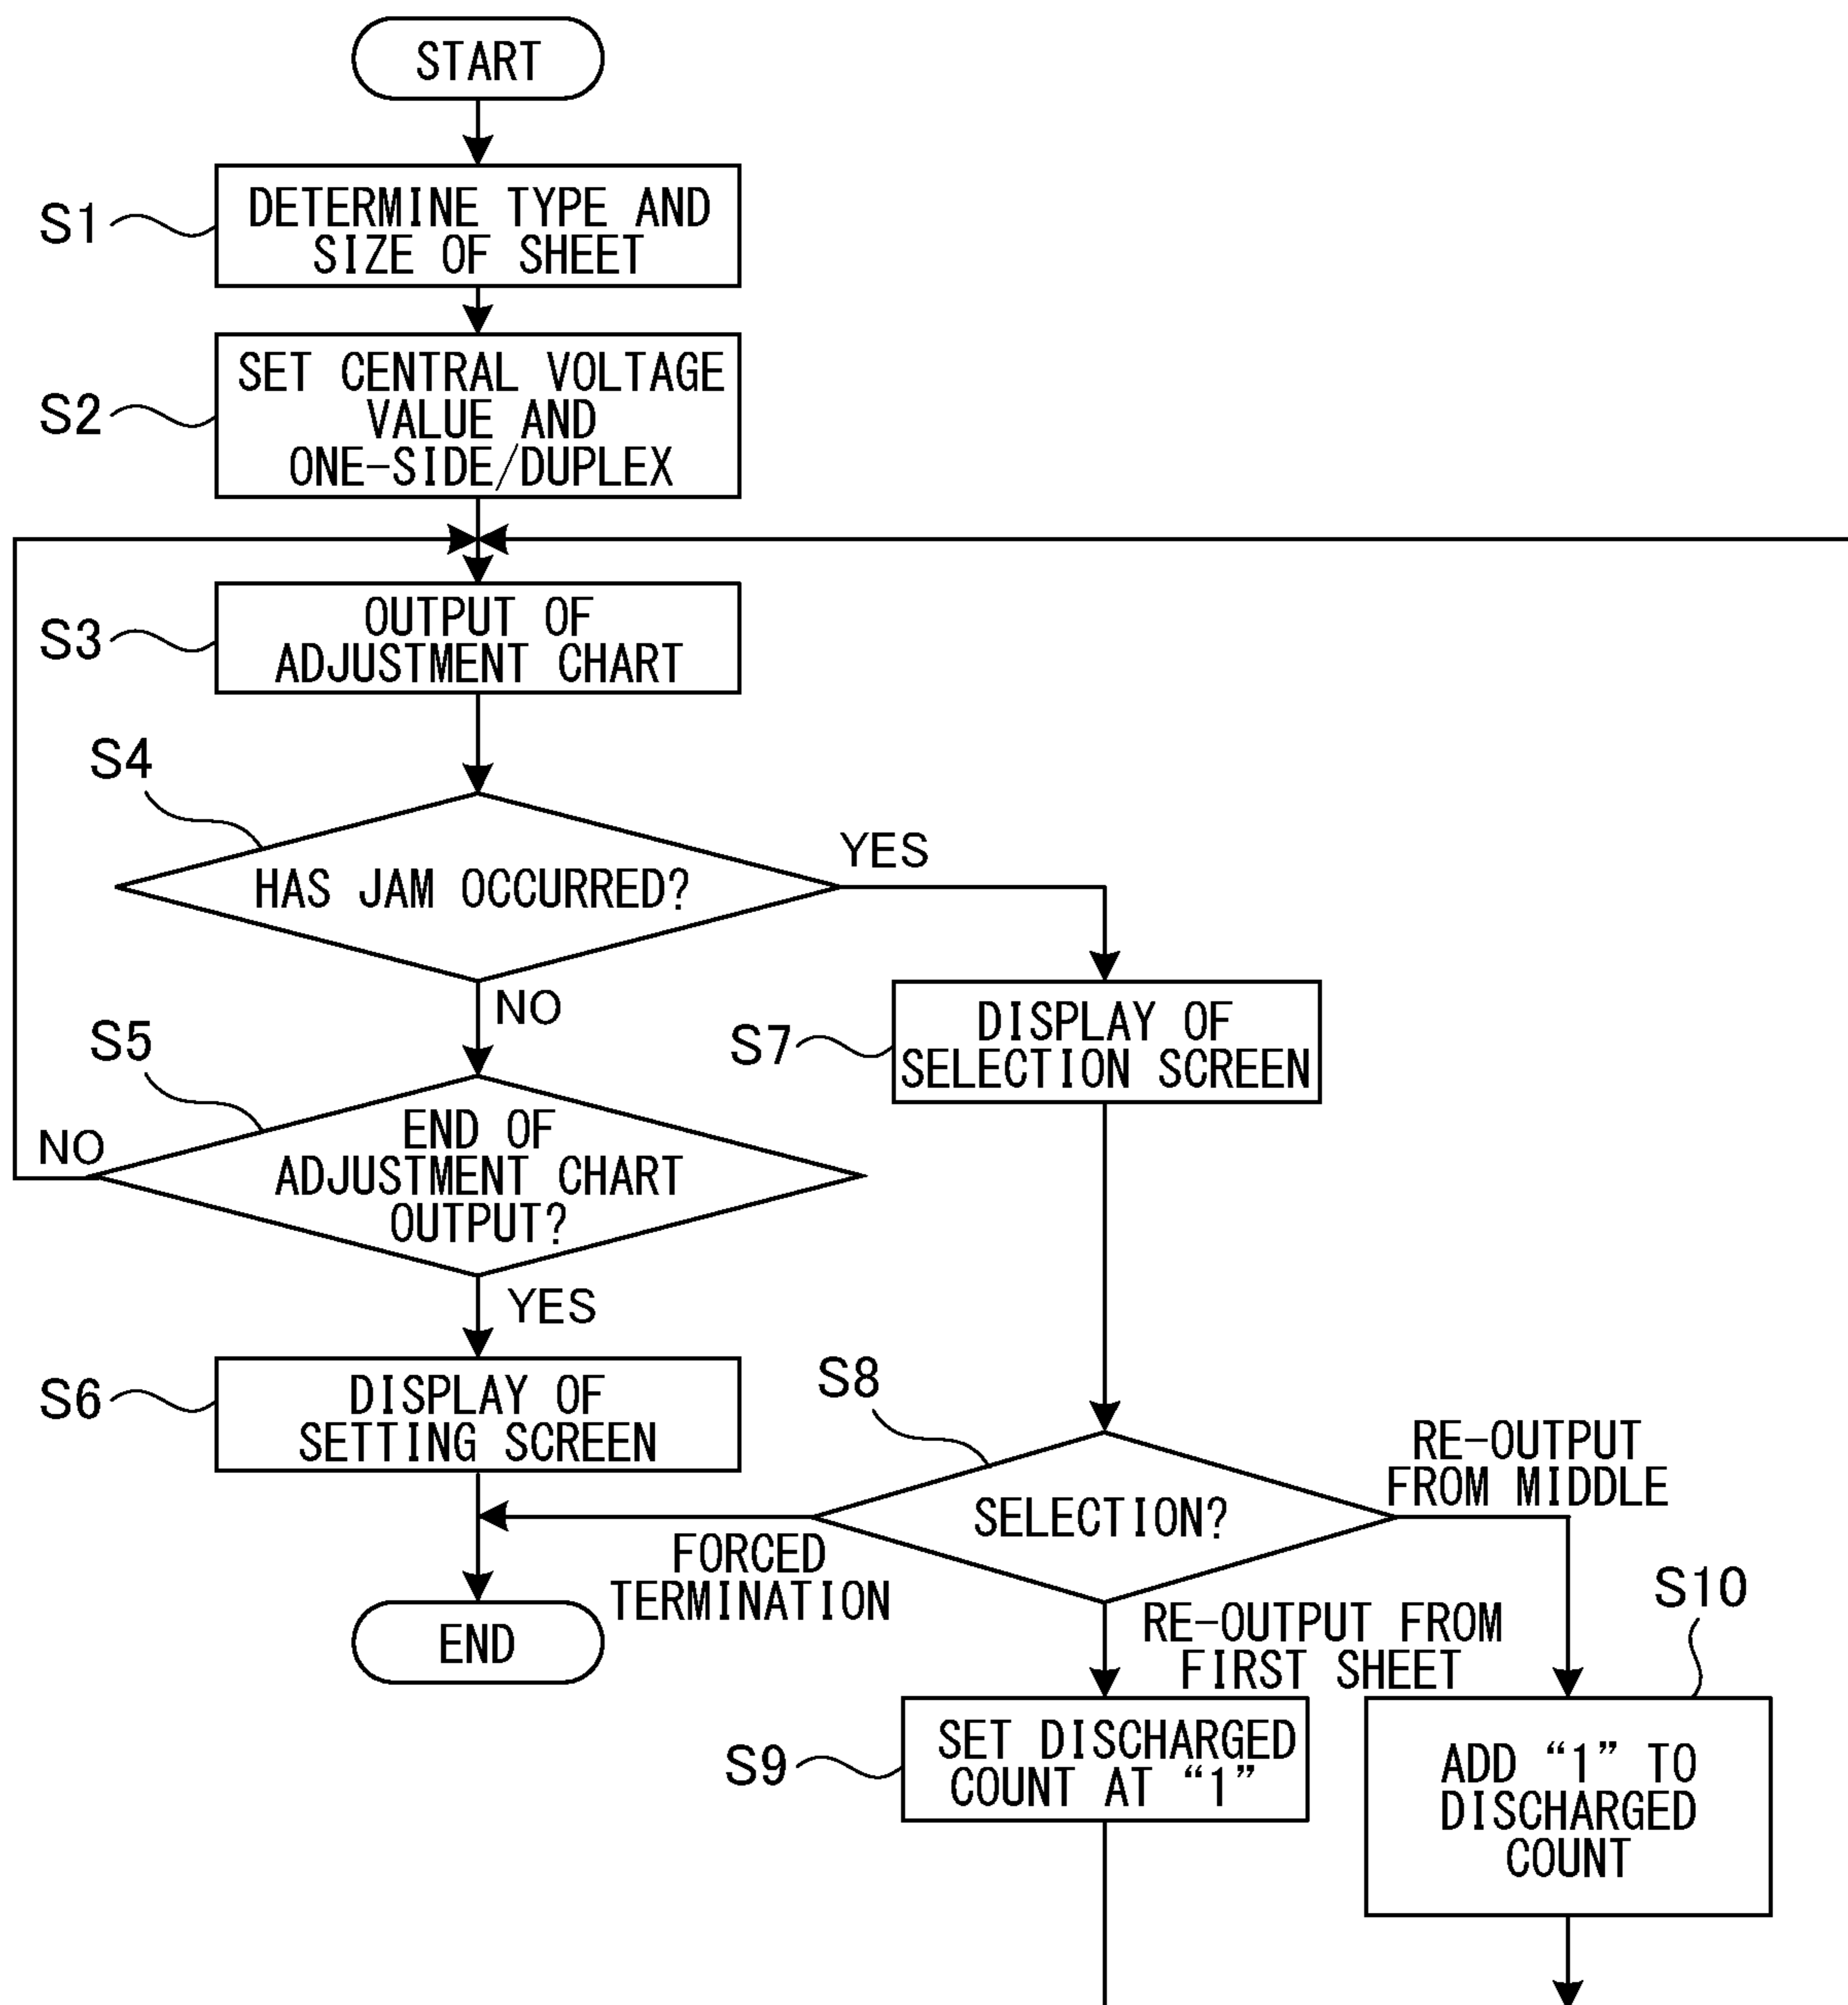 START
S1
DETERMINE TYPE AND
SIZE OF SHEET
S2
SET CENTRAL VOLTAGE
VALUE AND
ONE-SIDE/DUPLEX
S3
OUTPUT OF
ADJUSTMENT CHART
S4
HAS JAM OCCURRED?
YES
NO
S5
END OF
ADJUSTMENT CHART
OUTPUT?
NO
YES
S6
DISPLAY OF
SETTING SCREEN
END
S7
DISPLAY OF
SELECTION SCREEN
S8
SELECTION?
FORCED
TERMINATION
RE-OUTPUT FROM
FIRST SHEET
RE-OUTPUT
FROM MIDDLE
S9
SET DISCHARGED
COUNT AT “1”
S10
ADD “1” TO
DISCHARGED
COUNT